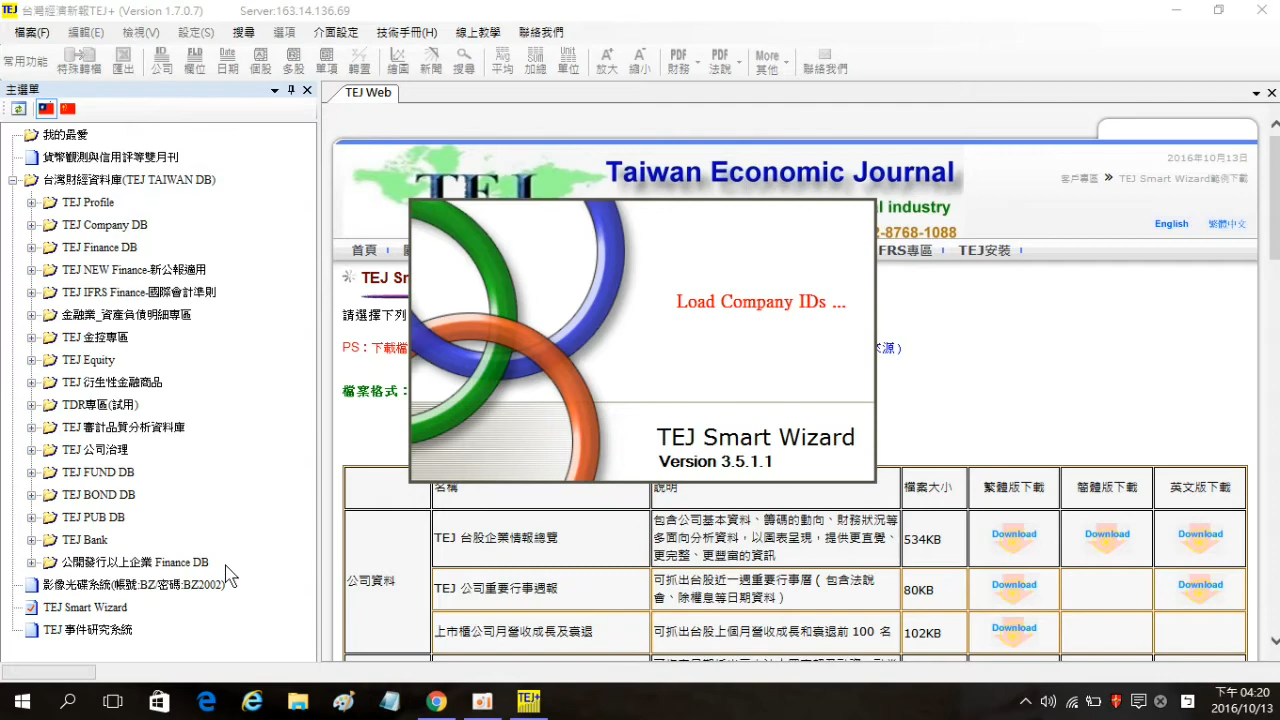 台灣經濟新報TEJ+ (Version 1.7.0.7) Server:163.14.136.69
檔案(F) 編輯(E) 檢視(V) 設定(S) 搜尋 選項 介面設定 技術手冊(H) 線上教學 聯絡我們
常用功能 特殊轉檔 匯出 公司 欄位 日期 個股 多股 單項 轉置 繪圖 新聞 搜尋 平均 加總 單位 放大 縮小 財務 法說 其他 聯絡我們
主選單
TEJ Web
我的最愛
貨幣觀測與信用評等雙月刊
台灣財經資料庫(TEJ TAIWAN DB)
TEJ Profile
TEJ Company DB
TEJ Finance DB
TEJ NEW Finance-新公報適用
TEJ IFRS Finance-國際會計準則
金融業_資產負債明細專區
TEJ 金控專區
TEJ Equity
TEJ 衍生性金融商品
TDR專區(試用)
TEJ 審計品質分析資料庫
TEJ 公司治理
TEJ FUND DB
TEJ BOND DB
TEJ PUB DB
TEJ Bank
公開發行以上企業 Finance DB
影像光碟系統(帳號:BZ/密碼:BZ2002)
TEJ Smart Wizard
TEJ 事件研究系統
TEJ
Taiwan Economic Journal
l industry
2-8768-1088
2016年10月13日
客戶專區 » TEJ Smart Wizard範例下載
English 繁體中文
首頁
FRS專區 TEJ安裝
TEJ Sm
請選擇下列
PS：下載檔
來源)
檔案格式：
Load Company IDs ...
TEJ Smart Wizard
Version 3.5.1.1
名稱 說明 檔案大小 繁體版下載 簡體版下載 英文版下載
公司資料
TEJ 台股企業情報總覽
包含公司基本資料、籌碼的動向、財務狀況等
多面向分析資料，以圖表呈現，提供更直覺、
更完整、更豐富的資訊
534KB Download Download Download
TEJ 公司重要行事週報
可抓出台股近一週重要行事曆(包含法說
會、除權息等日期資料)
80KB Download Download
上市櫃公司月營收成長及衰退 可抓出台股上個月營收成長和衰退前 100 名 102KB Download
下午 04:20
2016/10/13